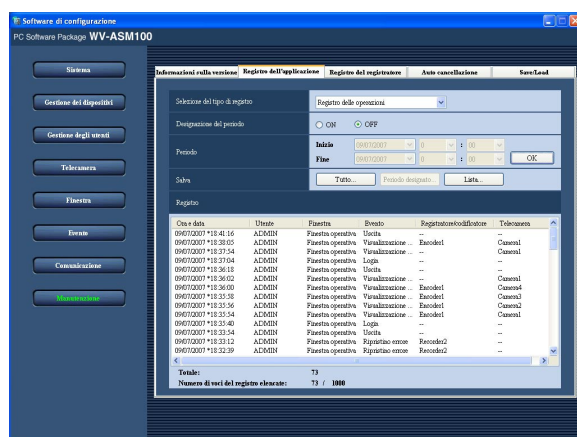 Software di configurazione
PC Software Package WV-ASM100
Sistema
Gestione dei dispositivi
Gestione degli utenti
Telecamera
Finestra
Evento
Comunicazione
Manutenzione
Informazioni sulla versione Registro dell'applicazione Registro del registratore Auto cancellazione Save/Load
Selezione del tipo di registro Registro delle operazioni
Designazione del periodo ON OFF
Periodo
Inizio 09/07/2007 0 : 00
Fine 09/07/2007 0 : 00 OK
Salva Tutto... Periodo designato... Lista...
Registro
Ora e data Utente Finestra Evento Registratore/codificatore Telecamera
09/07/2007 *18:41:16 ADMIN Finestra operativa Uscita -- --
09/07/2007 *18:38:05 ADMIN Finestra operativa Visualizzazione ... Encoder1 Camera1
09/07/2007 *18:37:54 ADMIN Finestra operativa Visualizzazione ... -- Camera1
09/07/2007 *18:37:04 ADMIN Finestra operativa Login -- --
09/07/2007 *18:36:18 ADMIN Finestra operativa Uscita -- --
09/07/2007 *18:36:02 ADMIN Finestra operativa Visualizzazione ... -- Camera1
09/07/2007 *18:36:00 ADMIN Finestra operativa Visualizzazione ... Encoder1 Camera4
09/07/2007 *18:35:58 ADMIN Finestra operativa Visualizzazione ... Encoder1 Camera3
09/07/2007 *18:35:56 ADMIN Finestra operativa Visualizzazione ... Encoder1 Camera2
09/07/2007 *18:35:54 ADMIN Finestra operativa Visualizzazione ... Encoder1 Camera1
09/07/2007 *18:35:40 ADMIN Finestra operativa Login -- --
09/07/2007 *18:33:54 ADMIN Finestra operativa Uscita -- --
09/07/2007 *18:33:12 ADMIN Finestra operativa Ripristino errore Recorder2 --
09/07/2007 *18:32:39 ADMIN Finestra operativa Ripristino errore Recorder2 --
Totale: 73
Numero di voci del registro elencate: 73 / 1000